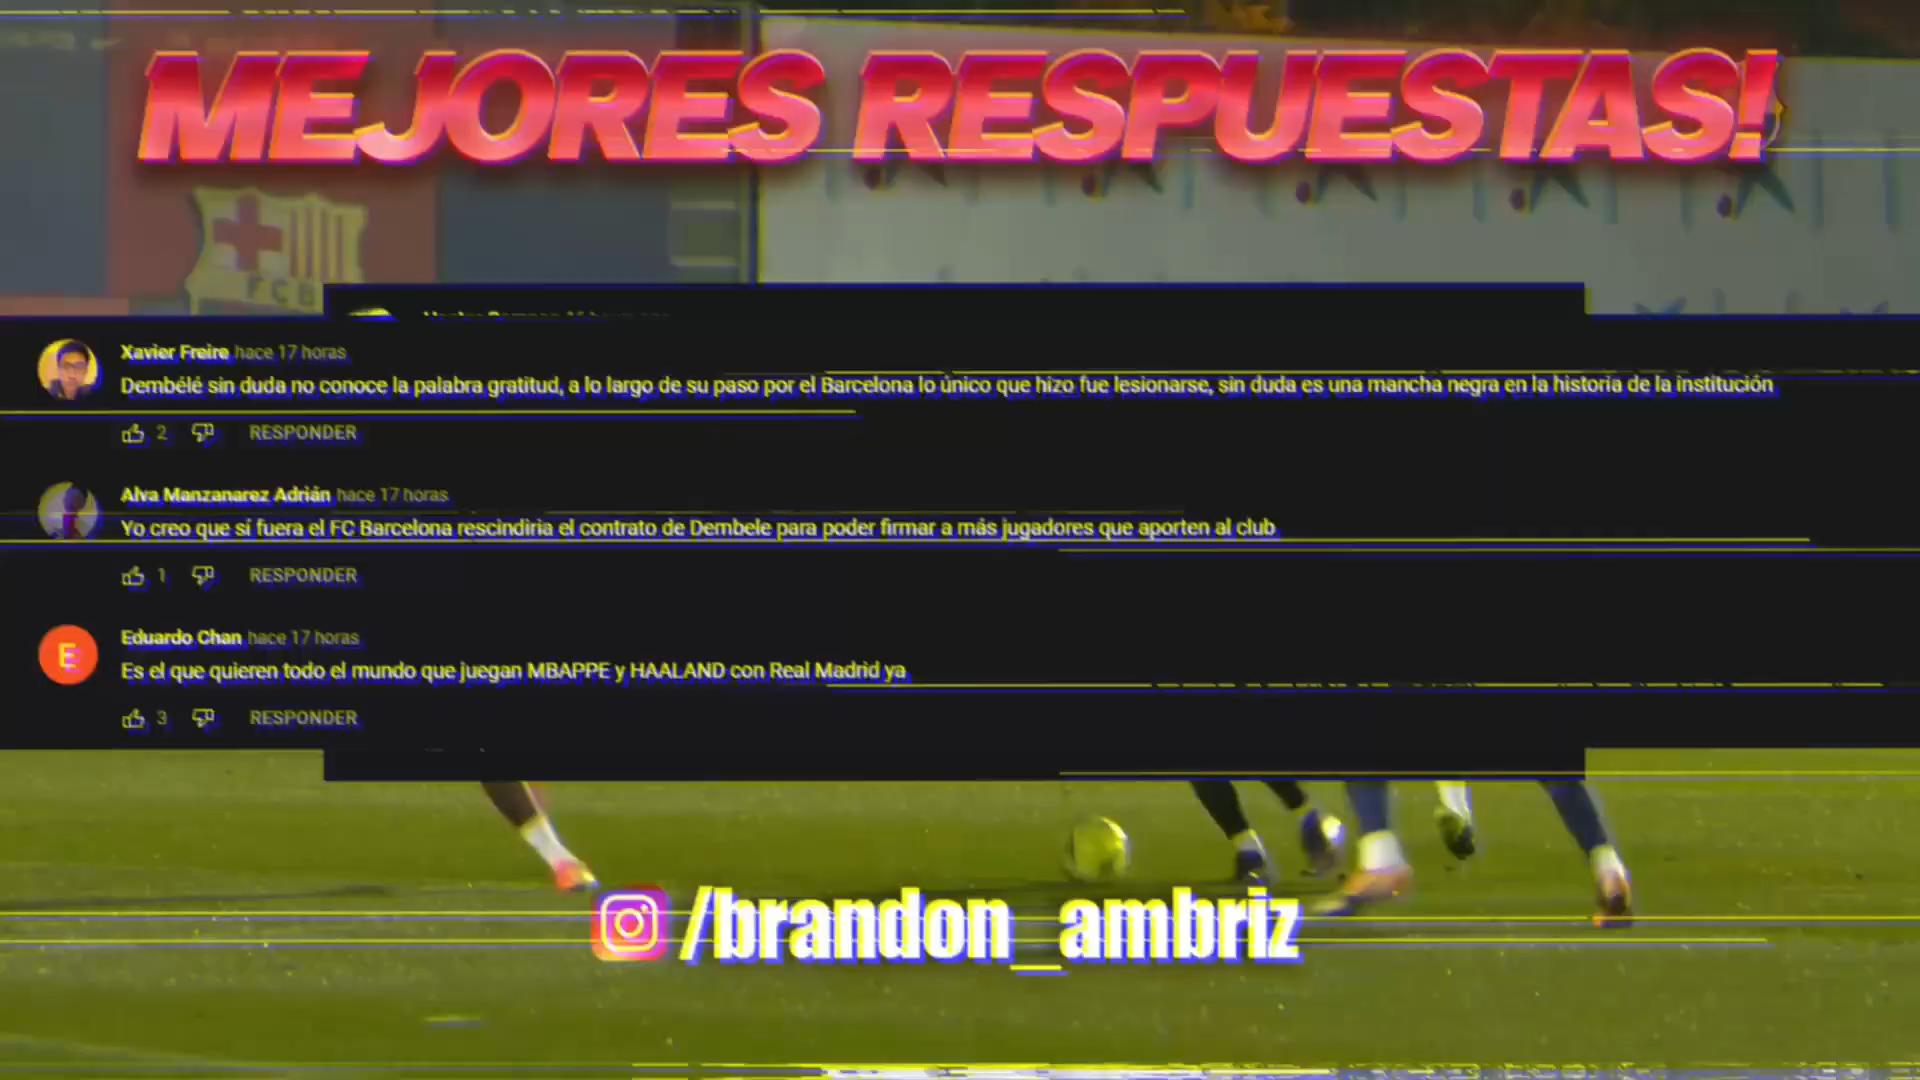 MEJORES RESPUESTAS!
FCB
Xavier Freire hace 17 horas
Dembélé sin duda no conoce la palabra gratitud, a lo largo de su paso por el Barcelona lo único que hizo fue lesionarse, sin duda es una mancha negra en la historia de la institución
2 RESPONDER
Alva Manzanarez Adrián hace 17 horas
Yo creo que sí fuera el FC Barcelona rescindiria el contrato de Dembele para poder firmar a más jugadores que aporten al club
1 RESPONDER
E
Eduardo Chan hace 17 horas
Es el que quieren todo el mundo que juegan MBAPPE y HAALAND con Real Madrid ya
3 RESPONDER
/brandon_ambriz